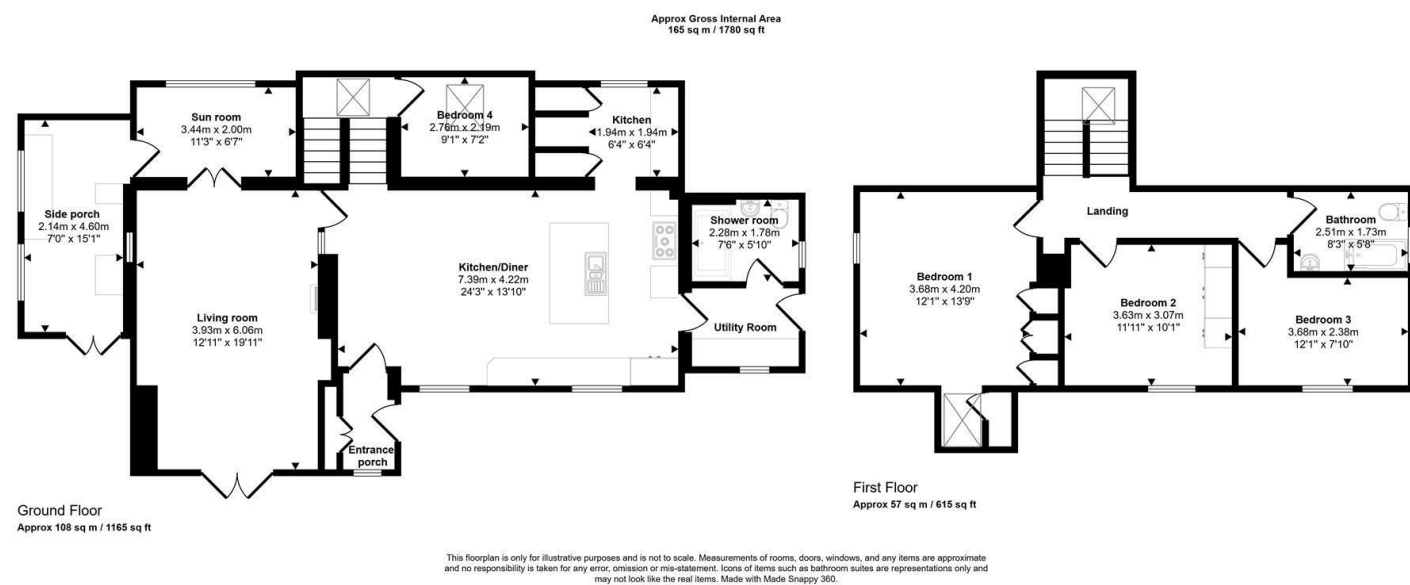 Approx Gross Internal Area
165 sq m / 1780 sq ft
Sun room
3.44m x 2.00m
11'3" x 6'7"
Bedroom 4
2.76m x 2.19m
9'1" x 7'2"
Kitchen
1.94m x 1.94m
6'4" x 6'4"
Side porch
2.14m x 4.60m
7'0" x 15'1"
Shower room
2.28m x 1.78m
7'6" x 5'10"
Kitchen/Diner
7.39m x 4.22m
24'3" x 13'10"
Living room
3.93m x 6.06m
12'11" x 19'11"
Utility Room
Entrance
porch
Landing
Bathroom
2.51m x 1.73m
8'3" x 5'8"
Bedroom 1
3.68m x 4.20m
12'1" x 13'9"
Bedroom 2
3.63m x 3.07m
11'11" x 10'1"
Bedroom 3
3.68m x 2.38m
12'1" x 7'10"
Ground Floor
Approx 108 sq m / 1165 sq ft
First Floor
Approx 57 sq m / 615 sq ft
This floorplan is only for illustrative purposes and is not to scale. Measurements of rooms, doors, windows, and any items are approximate
and no responsibility is taken for any error, omission or mis-statement. Icons of items such as bathroom suites are representations only and
may not look like the real items. Made with Made Snappy 360.